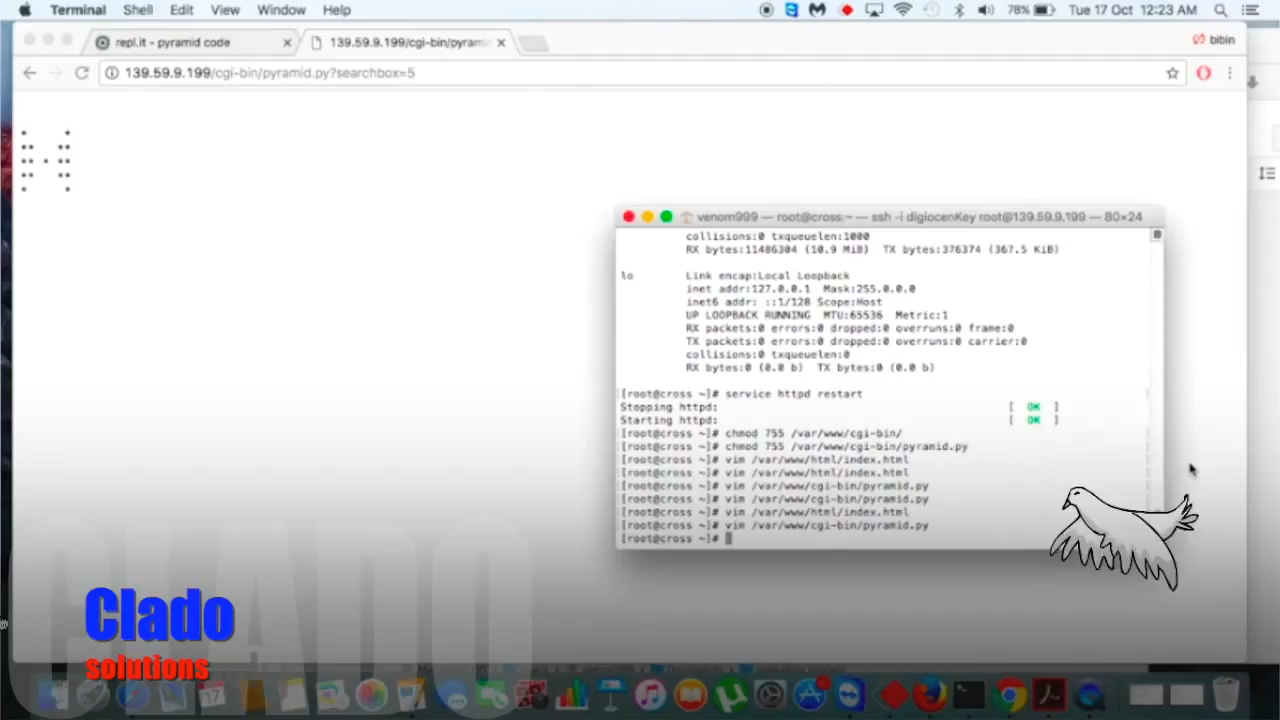 Terminal Shell Edit View Window Help 78% Tue 17 Oct 12:23 AM
repl.it - pyramid code
139.59.9.199/cgi-bin/pyrami
bibin
139.59.9.199/cgi-bin/pyramid.py?searchbox=5
venom999 — root@cross:~ — ssh -i digiocenKey root@139.59.9.199 — 80×24
collisions:0 txqueuelen:1000
RX bytes:11486304 (10.9 MiB) TX bytes:376374 (367.5 KiB)
lo Link encap:Local Loopback
inet addr:127.0.0.1 Mask:255.0.0.0
inet6 addr: ::1/128 Scope:Host
UP LOOPBACK RUNNING MTU:65536 Metric:1
RX packets:0 errors:0 dropped:0 overruns:0 frame:0
TX packets:0 errors:0 dropped:0 overruns:0 carrier:0
collisions:0 txqueuelen:0
RX bytes:0 (0.0 b) TX bytes:0 (0.0 b)
[root@cross ~]# service httpd restart
Stopping httpd: [ OK ]
Starting httpd: [ OK ]
[root@cross ~]# chmod 755 /var/www/cgi-bin/
[root@cross ~]# chmod 755 /var/www/cgi-bin/pyramid.py
[root@cross ~]# vim /var/www/html/index.html
[root@cross ~]# vim /var/www/html/index.html
[root@cross ~]# vim /var/www/cgi-bin/pyramid.py
[root@cross ~]# vim /var/www/cgi-bin/pyramid.py
[root@cross ~]# vim /var/www/html/index.html
[root@cross ~]# vim /var/www/cgi-bin/pyramid.py
[root@cross ~]#
CLADO
Clado
solutions
17